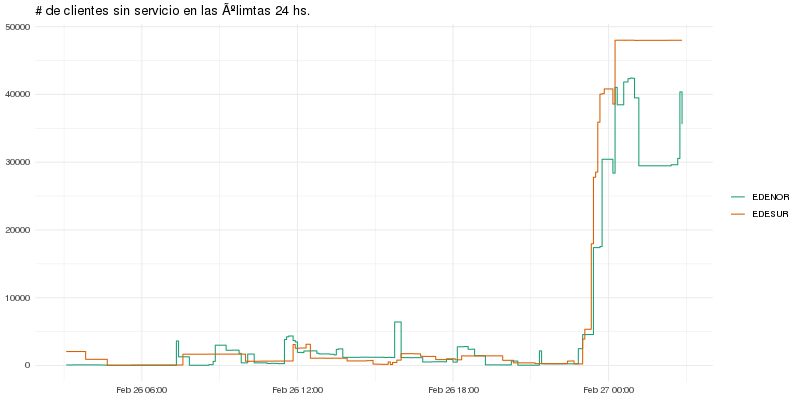 # de clientes sin servicio en las Ãºlimtas 24 hs.
50000
40000
30000
20000
10000
0
Feb 26 06:00
Feb 26 12:00
Feb 26 18:00
Feb 27 00:00
EDENOR
EDESUR